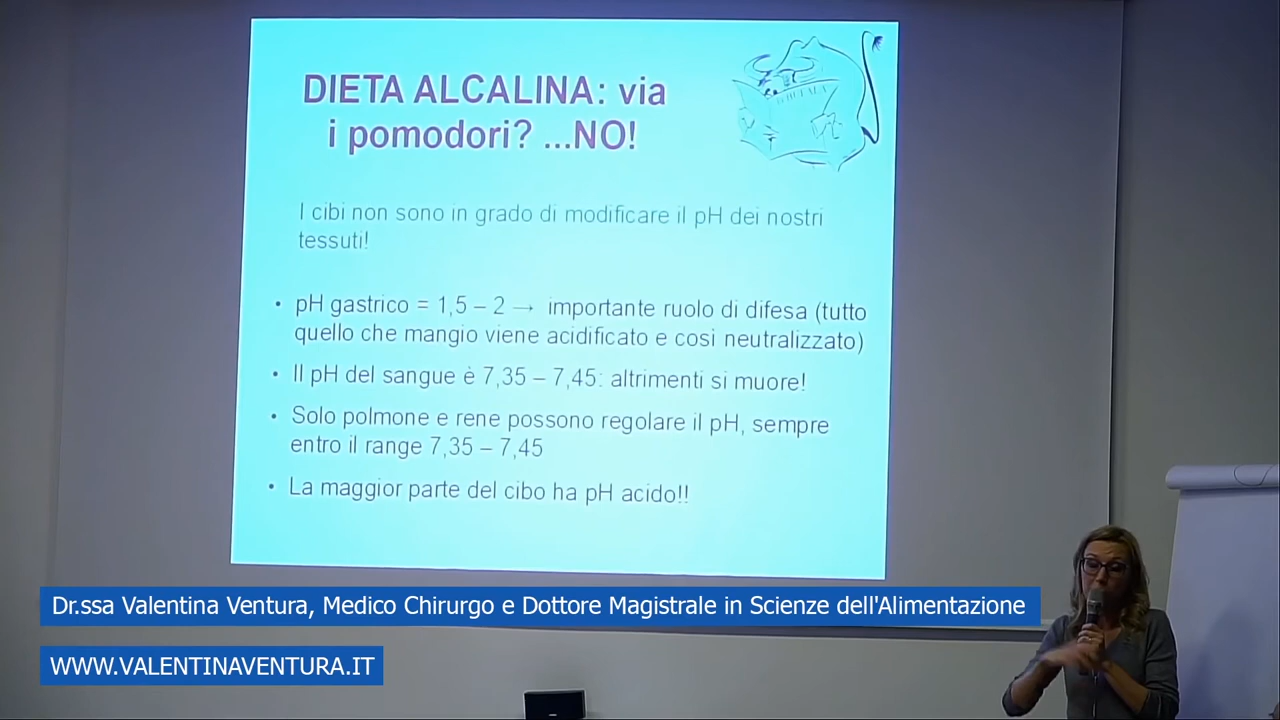 DIETA ALCALINA: via
i pomodori? ...NO!
I cibi non sono in grado di modificare il pH dei nostri
tessuti!
• pH gastrico = 1,5 – 2 → importante ruolo di difesa (tutto
quello che mangio viene acidificato e così neutralizzato)
• Il pH del sangue è 7,35 – 7,45: altrimenti si muore!
• Solo polmone e rene possono regolare il pH, sempre
entro il range 7,35 – 7,45
• La maggior parte del cibo ha pH acido!!
Dr.ssa Valentina Ventura, Medico Chirurgo e Dottore Magistrale in Scienze dell'Alimentazione
WWW.VALENTINAVENTURA.IT